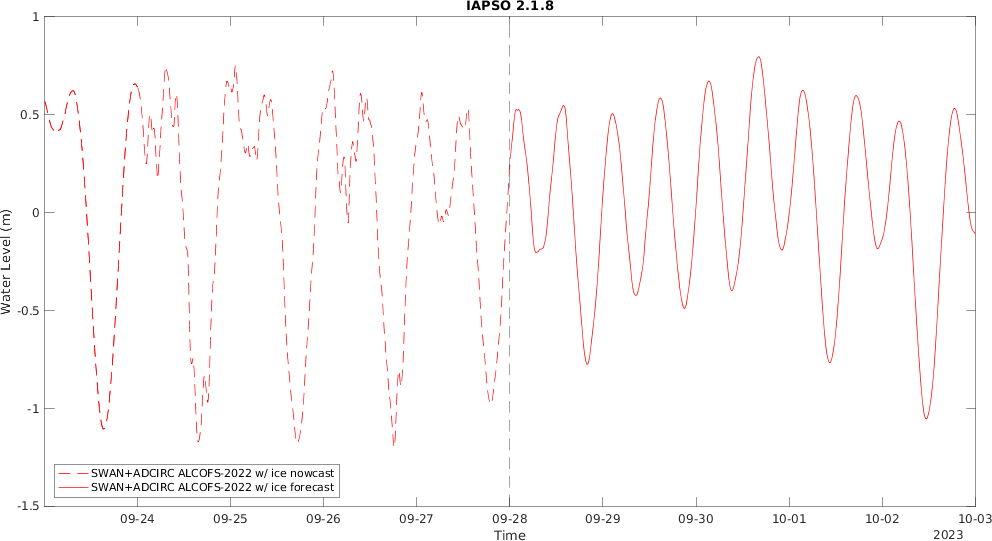 IAPSO 2.1.8
1
0.5
0
-0.5
-1
-1.5
Water Level (m)
SWAN+ADCIRC ALCOFS-2022 w/ ice nowcast
SWAN+ADCIRC ALCOFS-2022 w/ ice forecast
09-24 09-25 09-26 09-27 09-28 09-29 09-30 10-01 10-02 10-03
Time
2023